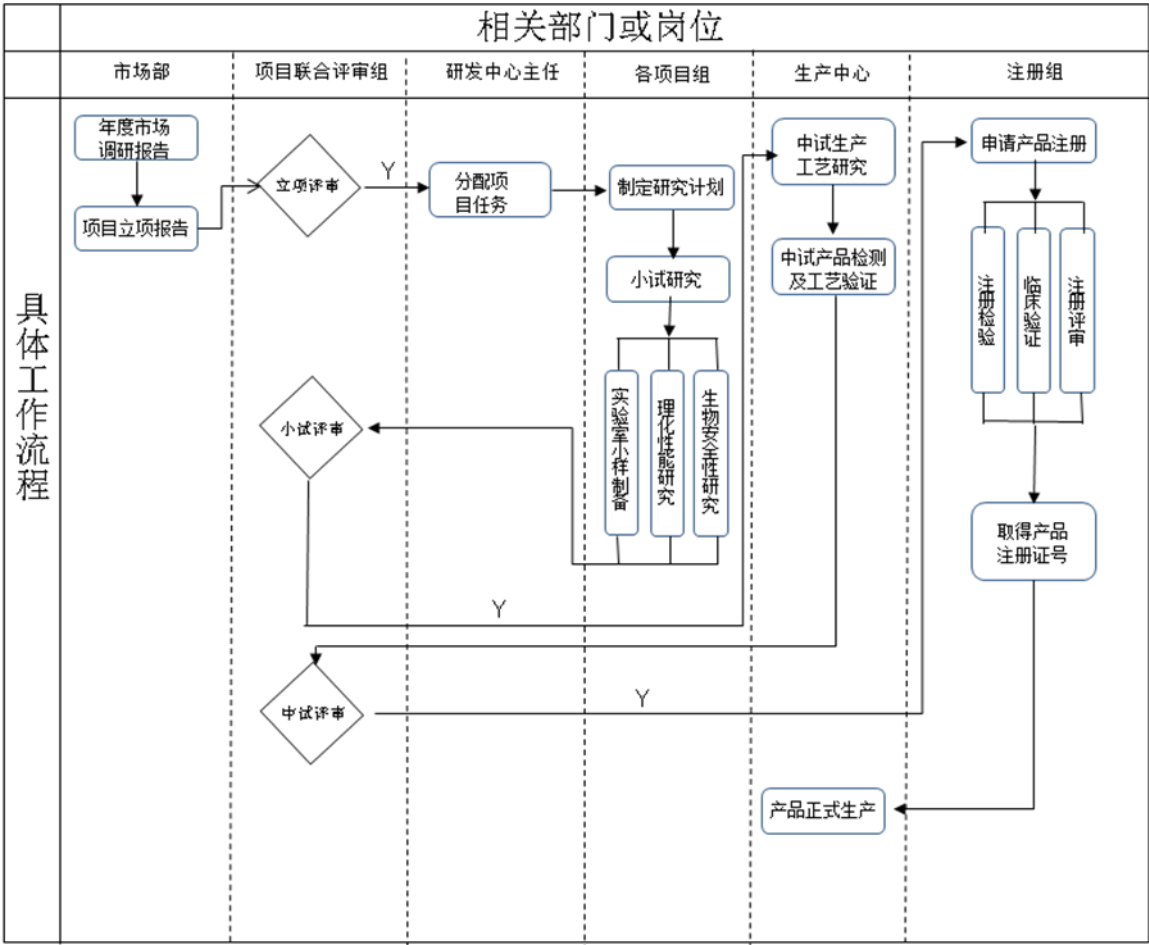 相关部门或岗位
市场部
项目联合评审组
研发中心主任
各项目组
生产中心
注册组
具体工作流程
年度市场
调研报告
项目立项报告
立项评审
Y
分配项
目任务
制定研究计划
小试研究
实验室小样制备
理化性能研究
生物安全性研究
小试评审
Y
中试生产
工艺研究
中试产品检测
及工艺验证
中试评审
Y
申请产品注册
注册检验
临床验证
注册评审
取得产品
注册证号
产品正式生产